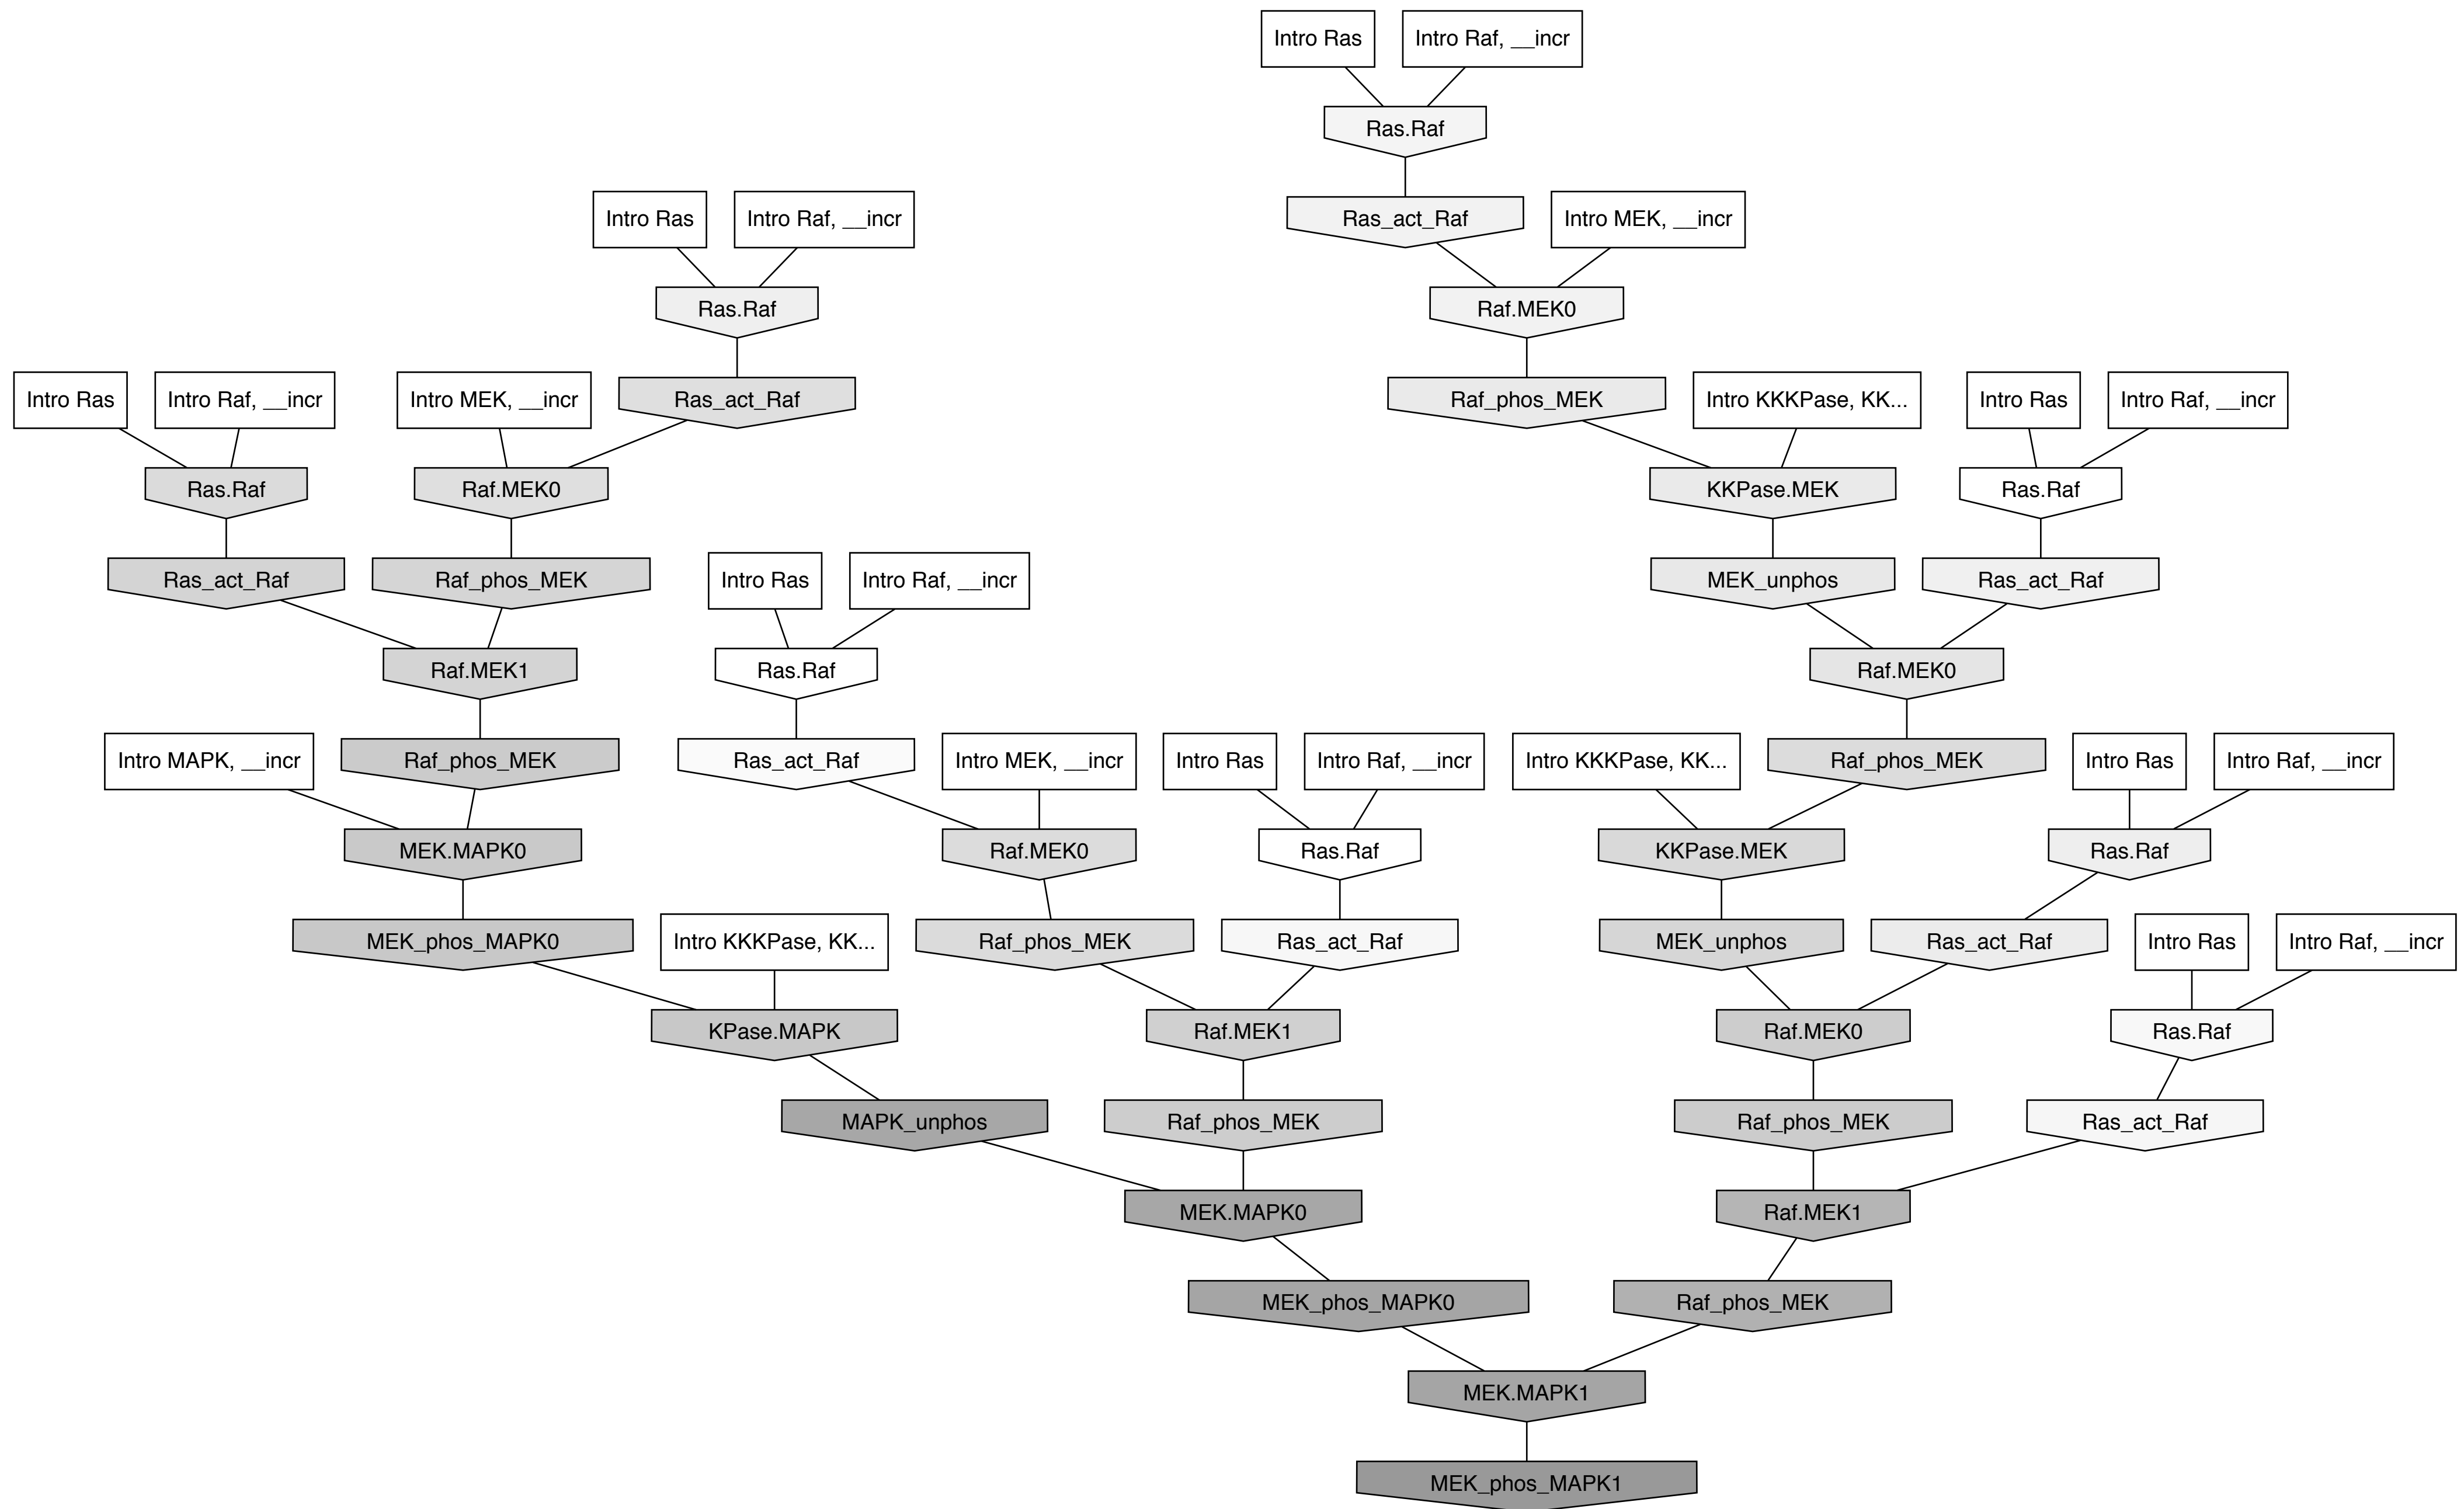 Intro Ras
Intro Raf, __incr
Ras.Raf
Intro Ras
Intro Raf, __incr
Ras_act_Raf
Intro MEK, __incr
Ras.Raf
Raf.MEK0
Intro Ras
Intro Raf, __incr
Intro MEK, __incr
Ras_act_Raf
Raf_phos_MEK
Intro KKKPase, KK...
Intro Ras
Intro Raf, __incr
Ras.Raf
Raf.MEK0
KKPase.MEK
Ras.Raf
Ras_act_Raf
Raf_phos_MEK
Intro Ras
Intro Raf, __incr
MEK_unphos
Ras_act_Raf
Raf.MEK1
Ras.Raf
Raf.MEK0
Intro MAPK, __incr
Raf_phos_MEK
Ras_act_Raf
Intro MEK, __incr
Intro Ras
Intro Raf, __incr
Intro KKKPase, KK...
Raf_phos_MEK
Intro Ras
Intro Raf, __incr
MEK.MAPK0
Raf.MEK0
Ras.Raf
KKPase.MEK
Ras.Raf
MEK_phos_MAPK0
Intro KKKPase, KK...
Raf_phos_MEK
Ras_act_Raf
MEK_unphos
Ras_act_Raf
Intro Ras
Intro Raf, __incr
KPase.MAPK
Raf.MEK1
Raf.MEK0
Ras.Raf
MAPK_unphos
Raf_phos_MEK
Raf_phos_MEK
Ras_act_Raf
MEK.MAPK0
Raf.MEK1
MEK_phos_MAPK0
Raf_phos_MEK
MEK.MAPK1
MEK_phos_MAPK1